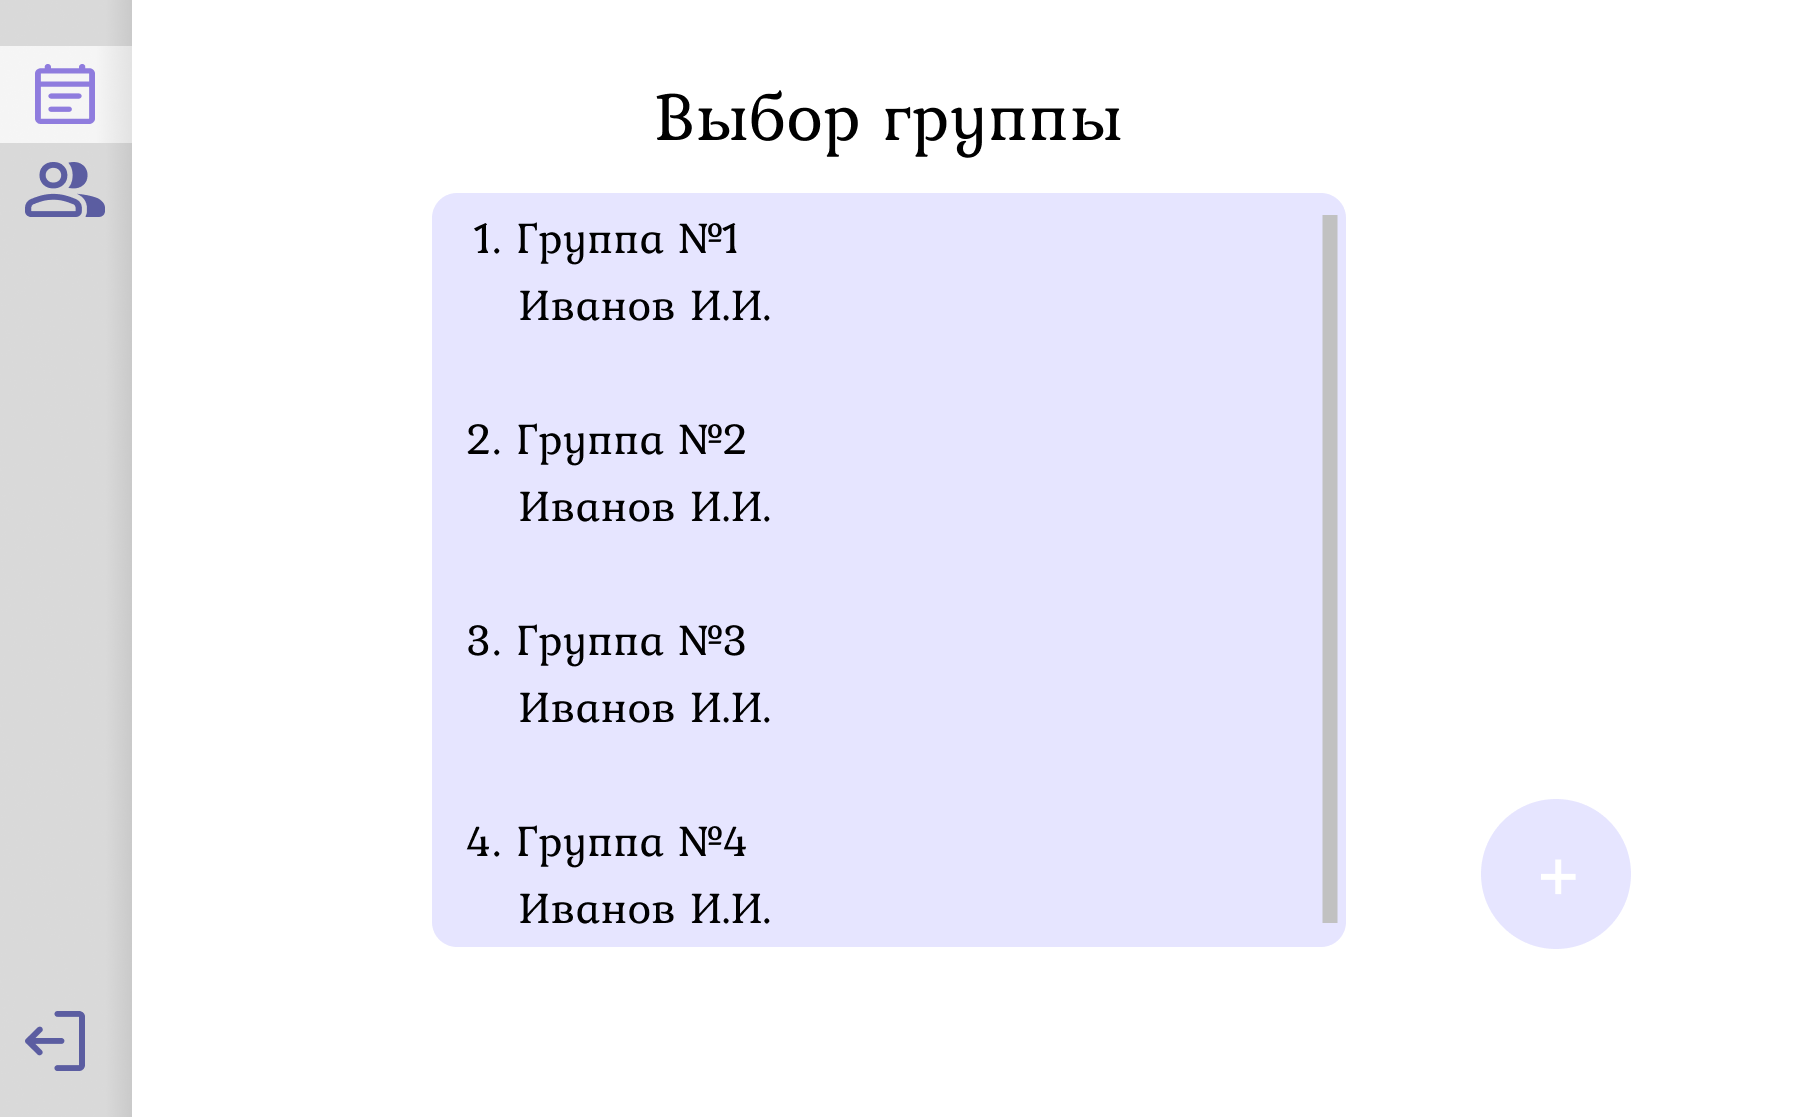 Выбор группы
1. Группа №1
Иванов И.И.
2. Группа №2
Иванов И.И.
3. Группа №3
Иванов И.И.
4. Группа №4
Иванов И.И.
+